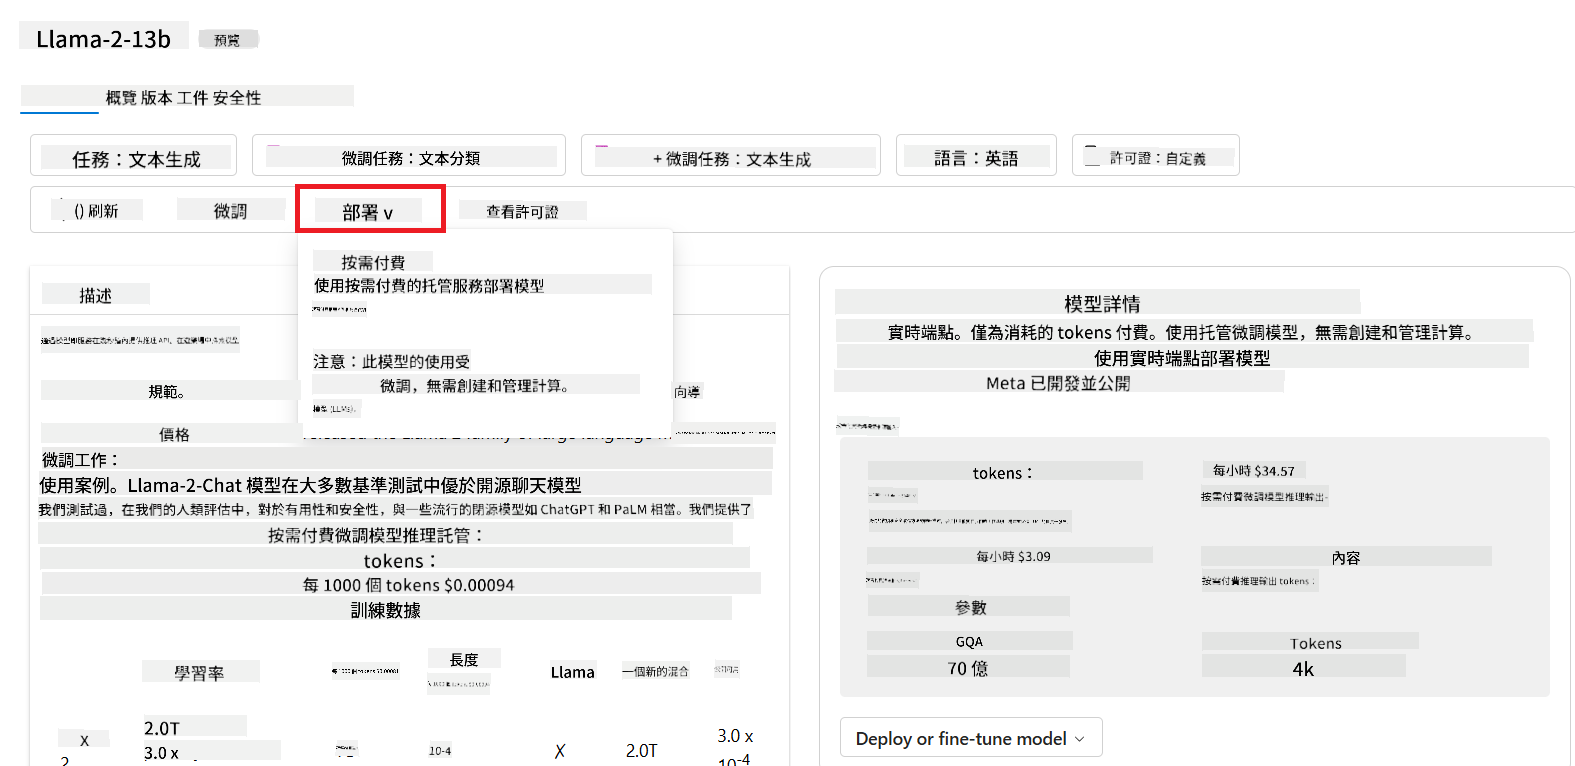 Llama-2-13b
預覽
概覽 版本 工件 安全性
任務：文本生成
微調任務：文本分類
+ 微調任務：文本生成
語言：英語
許可證：自定義
() 刷新
微調
部署 v
查看許可證
按需付費
使用按需付費的托管服務部署模型
注意：此模型的使用受
微調，無需創建和管理計算。
模型 (LLMs)。
描述
規範。
向導
價格
微調工作：
使用案例。Llama-2-Chat 模型在大多數基準測試中優於開源聊天模型
我們測試過，在我們的人類評估中，對於有用性和安全性，與一些流行的閉源模型如 ChatGPT 和 PaLM 相當。我們提供了
按需付費微調模型推理託管：
tokens：
每 1000 個 tokens $0.00094
訓練數據
學習率
長度
Llama
一個新的混合
X
2
2.0T
3.0 x
10-4
X
2.0T
3.0 x
10-4
模型詳情
實時端點。僅為消耗的 tokens 付費。使用托管微調模型，無需創建和管理計算。
使用實時端點部署模型
Meta 已開發並公開
tokens：
每小時 $34.57
按需付費微調模型推理輸出
每小時 $3.09
內容
按需付費推理輸出 tokens：
參數
GQA
Tokens
70 億
4k
Deploy or fine-tune model